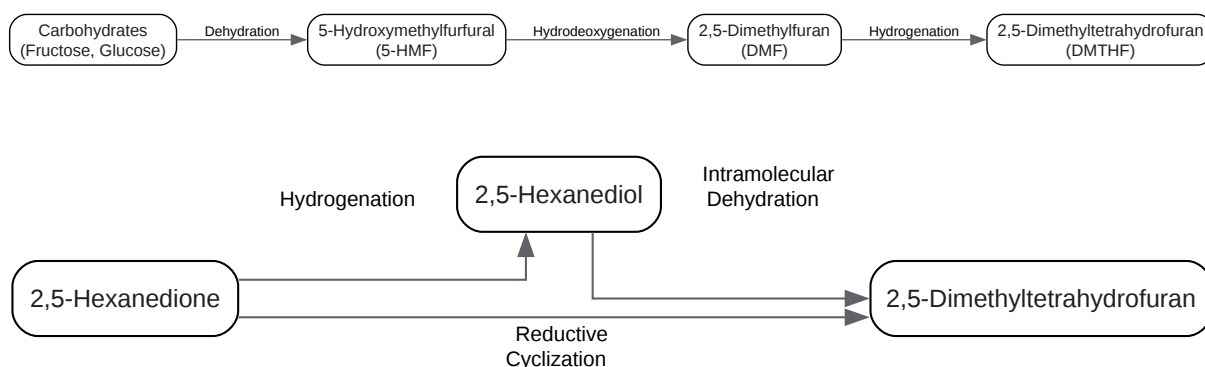 Carbohydrates
(Fructose, Glucose)
Dehydration
5-Hydroxymethylfurfural
(5-HMF)
Hydrodeoxygenation
2,5-Dimethylfuran
(DMF)
Hydrogenation
2,5-Dimethyltetrahydrofuran
(DMTHF)
Hydrogenation
2,5-Hexanediol
Intramolecular
Dehydration
2,5-Hexanedione
2,5-Dimethyltetrahydrofuran
Reductive
Cyclization